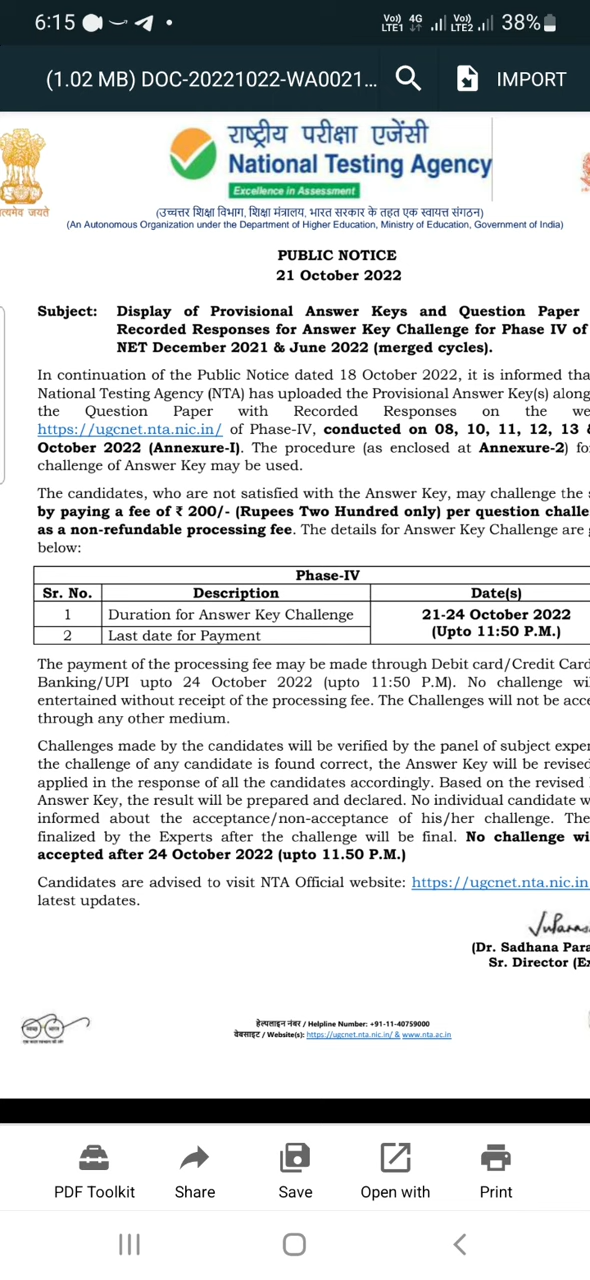 6:15
Vo)) LTE1 4G Vo)) LTE2 38%
(1.02 MB) DOC-20221022-WA0021... IMPORT
राष्ट्रीय परीक्षा एजेंसी
National Testing Agency
Excellence in Assessment
त्यमेव जयते
(उच्चत्तर शिक्षा विभाग, शिक्षा मंत्रालय, भारत सरकार के तहत एक स्वायत्त संगठन)
(An Autonomous Organization under the Department of Higher Education, Ministry of Education, Government of India)
PUBLIC NOTICE
21 October 2022
Subject: Display of Provisional Answer Keys and Question Paper
Recorded Responses for Answer Key Challenge for Phase IV of
NET December 2021 & June 2022 (merged cycles).
In continuation of the Public Notice dated 18 October 2022, it is informed tha
National Testing Agency (NTA) has uploaded the Provisional Answer Key(s) along
the Question Paper with Recorded Responses on the we
https://ugcnet.nta.nic.in/ of Phase-IV, conducted on 08, 10, 11, 12, 13 &
October 2022 (Annexure-I). The procedure (as enclosed at Annexure-2) fo
challenge of Answer Key may be used.
The candidates, who are not satisfied with the Answer Key, may challenge the
by paying a fee of ₹ 200/- (Rupees Two Hundred only) per question challe
as a non-refundable processing fee. The details for Answer Key Challenge are
below:
Phase-IV
Sr. No. Description Date(s)
1 Duration for Answer Key Challenge 21-24 October 2022
2 Last date for Payment (Upto 11:50 P.M.)
The payment of the processing fee may be made through Debit card/Credit Card
Banking/UPI upto 24 October 2022 (upto 11:50 P.M). No challenge wi
entertained without receipt of the processing fee. The Challenges will not be acce
through any other medium.
Challenges made by the candidates will be verified by the panel of subject exper
the challenge of any candidate is found correct, the Answer Key will be revised
applied in the response of all the candidates accordingly. Based on the revised
Answer Key, the result will be prepared and declared. No individual candidate w
informed about the acceptance/non-acceptance of his/her challenge. The
finalized by the Experts after the challenge will be final. No challenge wi
accepted after 24 October 2022 (upto 11.50 P.M.)
Candidates are advised to visit NTA Official website: https://ugcnet.nta.nic.in
latest updates.
(Dr. Sadhana Para
Sr. Director (Ex
हेल्पलाइन नंबर / Helpline Number: +91-11-40759000
वेबसाइट / Website(s): https://ugcnet.nta.nic.in/ & www.nta.ac.in
PDF Toolkit Share Save Open with Print